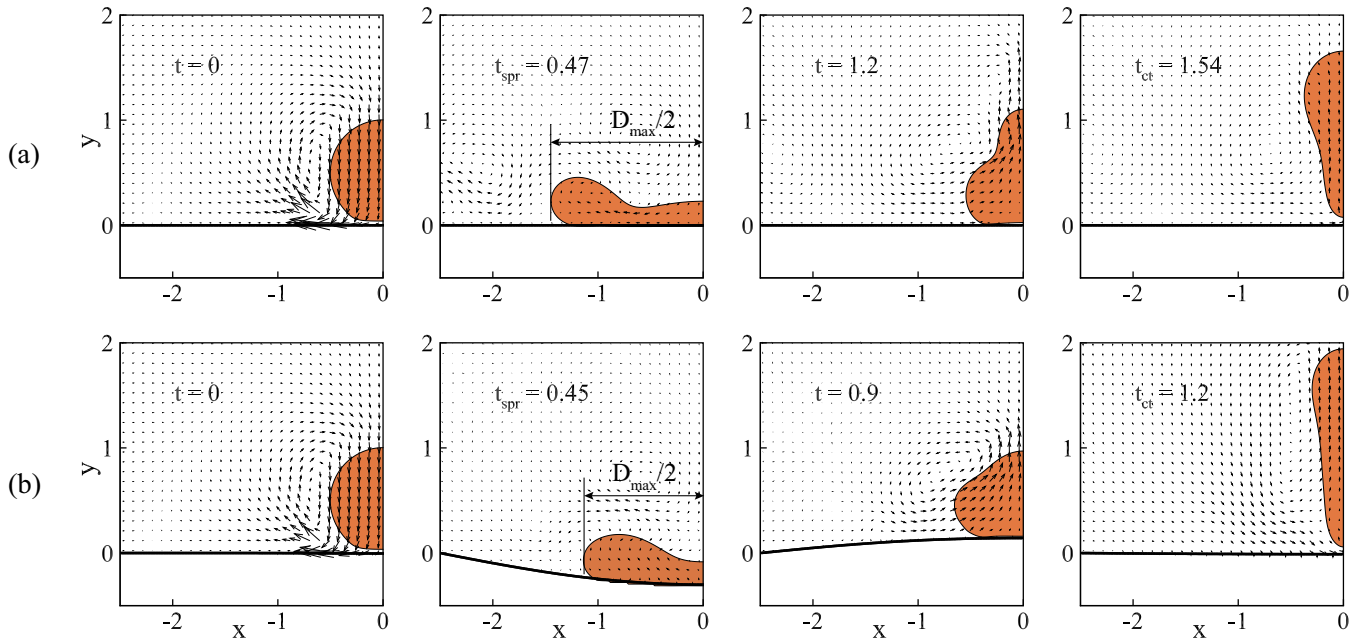 2 2 2 2
t = 0 t_spr = 0.47 t = 1.2 t_ct = 1.54
1 D_max/2 1 1
(a) y
0 0 0 0
-2 -1 0 -2 -1 0 -2 -1 0 -2 -1 0
2 2 2 2
t = 0 t_spr = 0.45 t = 0.9 t_ct = 1.2
1 1 1 1
D_max/2
(b) y
0 0 0 0
-2 -1 0 -2 -1 0 -2 -1 0 -2 -1 0
x x x x